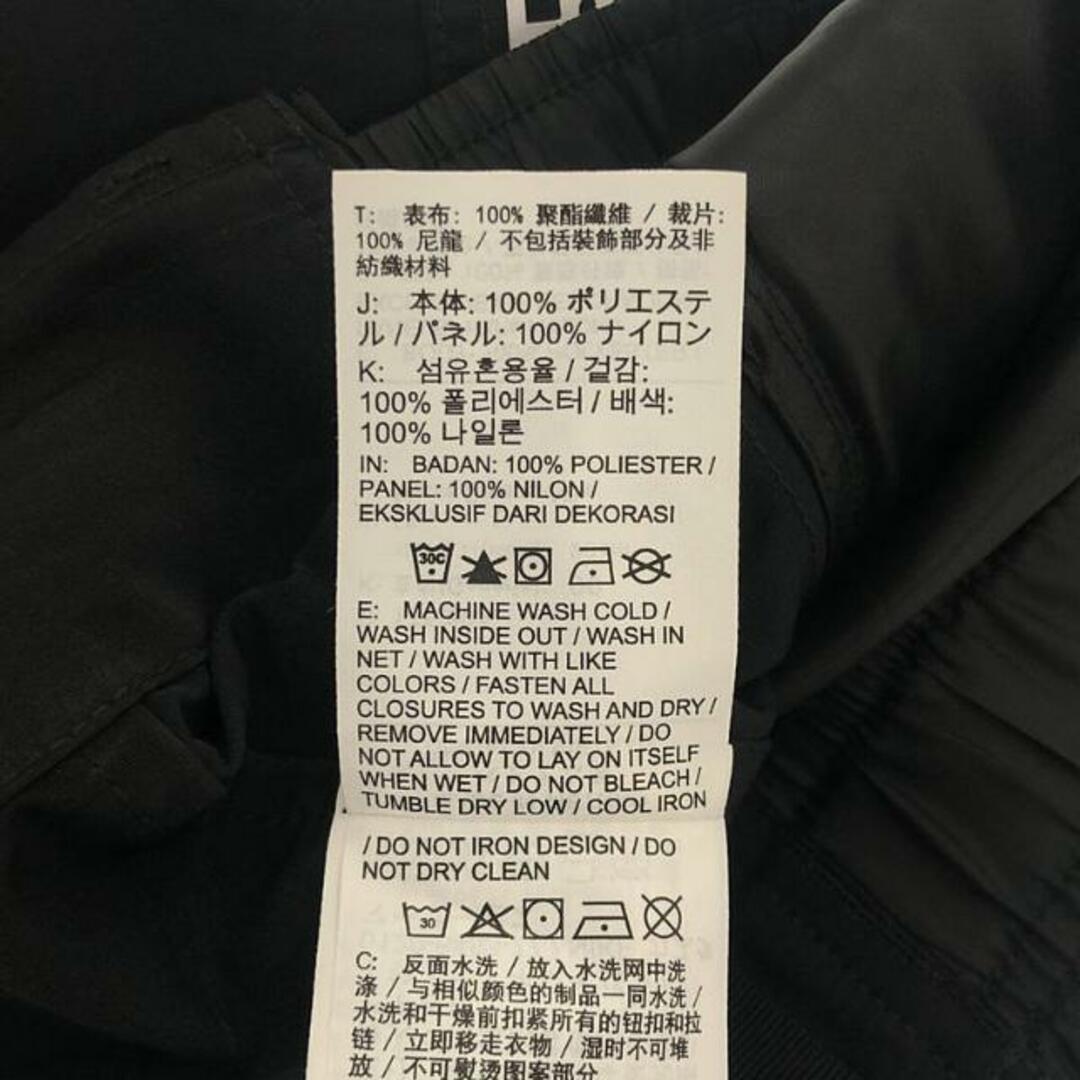 T: 表布: 100% 聚酯纖維 / 裁片:
100% 尼龍 / 不包括裝飾部分及非
紡織材料
J: 本体: 100% ポリエステ
ル / パネル: 100% ナイロン
K: 섬유혼용율 / 겉감:
100% 폴리에스터 / 배색:
100% 나일론
IN: BADAN: 100% POLIESTER /
PANEL: 100% NILON /
EKSKLUSIF DARI DEKORASI
30C
E: MACHINE WASH COLD /
WASH INSIDE OUT / WASH IN
NET / WASH WITH LIKE
COLORS / FASTEN ALL
CLOSURES TO WASH AND DRY /
REMOVE IMMEDIATELY / DO
NOT ALLOW TO LAY ON ITSELF
WHEN WET / DO NOT BLEACH /
TUMBLE DRY LOW / COOL IRON
/ DO NOT IRON DESIGN / DO
NOT DRY CLEAN
30
C: 反面水洗 / 放入水洗网中洗
涤 / 与相似颜色的制品一同水洗 /
水洗和干燥前扣紧所有的钮扣和拉
链 / 立即移走衣物 / 湿时不可堆
放 / 不可熨烫图案部分